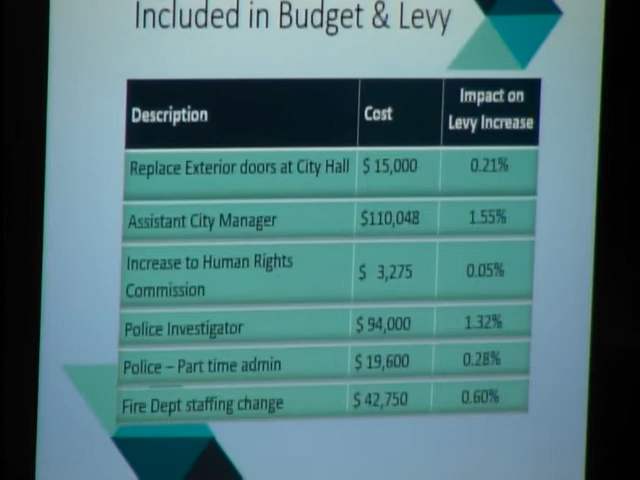 Included in Budget & Levy
Description Cost Impact on Levy Increase
Replace Exterior doors at City Hall $ 15,000 0.21%
Assistant City Manager $110,048 1.55%
Increase to Human Rights Commission $ 3,275 0.05%
Police Investigator $ 94,000 1.32%
Police – Part time admin $ 19,600 0.28%
Fire Dept staffing change $ 42,750 0.60%